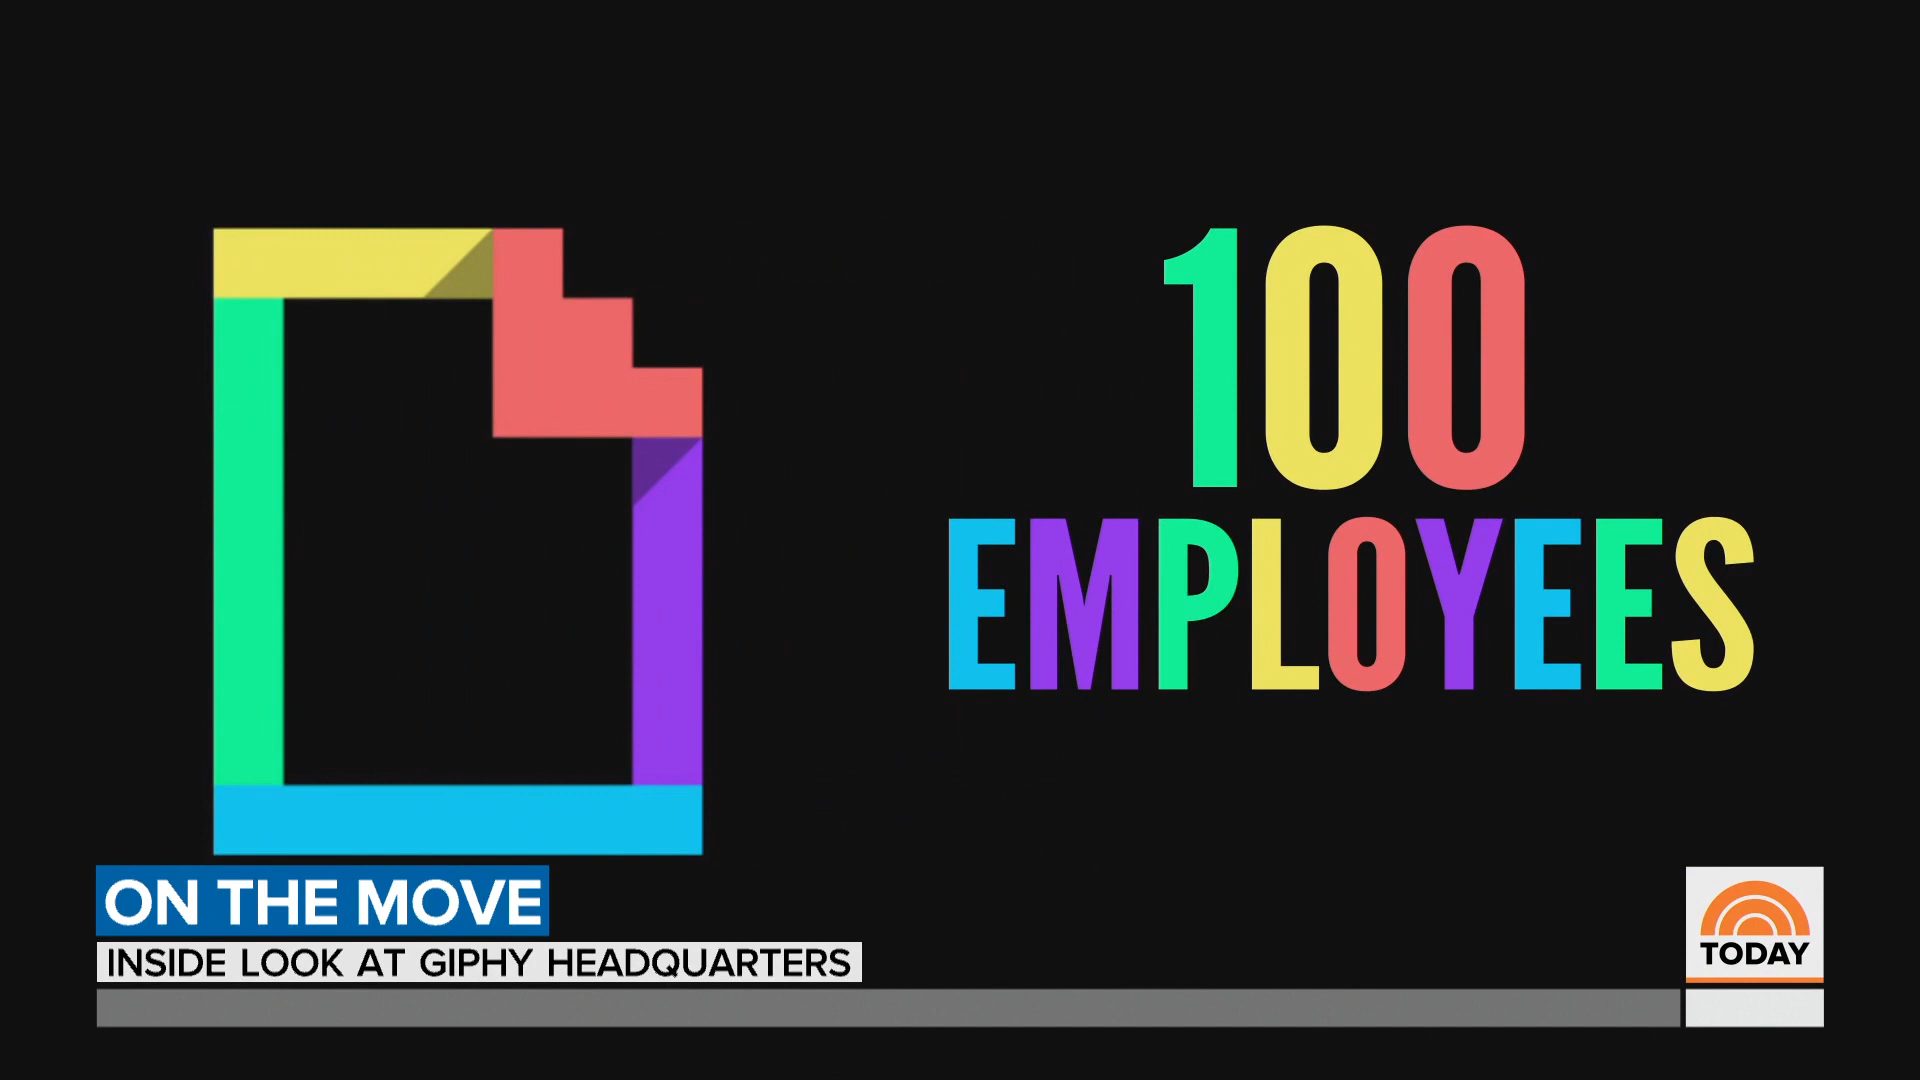 100
EMPLOYEES
ON THE MOVE
INSIDE LOOK AT GIPHY HEADQUARTERS
TODAY